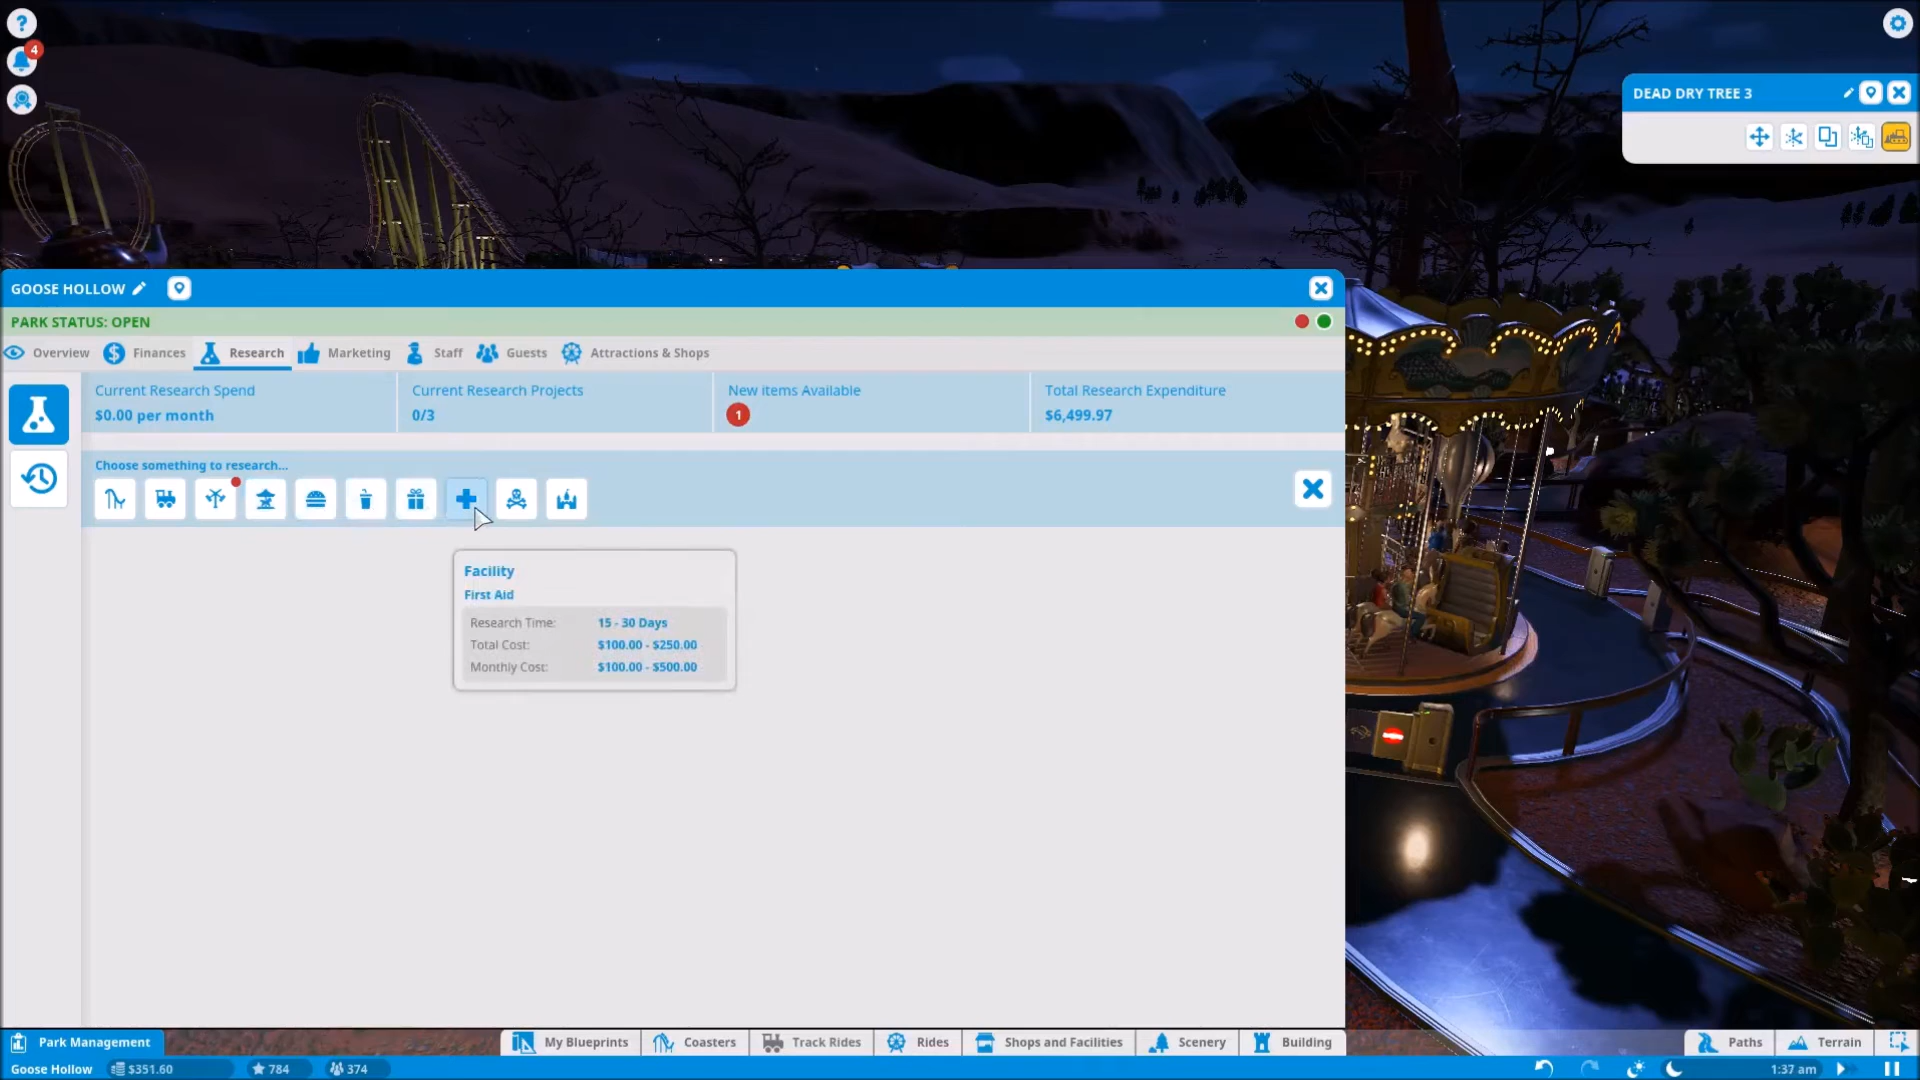 ?
4
DEAD DRY TREE 3
GOOSE HOLLOW
PARK STATUS: OPEN
Overview Finances Research Marketing Staff Guests Attractions & Shops
Current Research Spend Current Research Projects New items Available Total Research Expenditure
$0.00 per month 0/3 1 $6,499.97
Choose something to research...
Facility
First Aid
Research Time: 15 - 30 Days
Total Cost: $100.00 - $250.00
Monthly Cost: $100.00 - $500.00
Park Management My Blueprints Coasters Track Rides Rides Shops and Facilities Scenery Building Paths Terrain
Goose Hollow $351.60 784 374 1:37 am